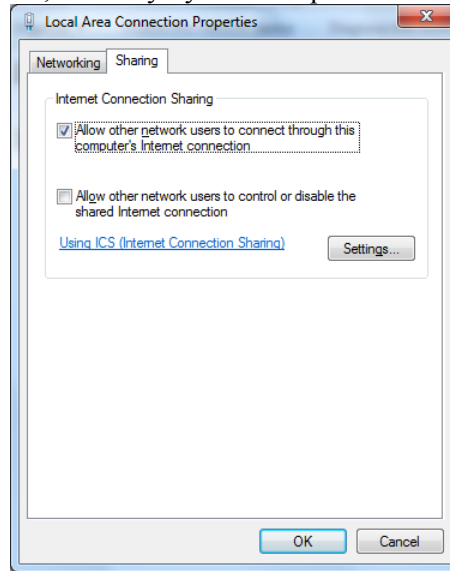 Local Area Connection Properties
Networking
Sharing
Internet Connection Sharing
Allow other network users to connect through this
computer's Internet connection
Allow other network users to control or disable the
shared Internet connection
Using ICS (Internet Connection Sharing)
Settings...
OK
Cancel